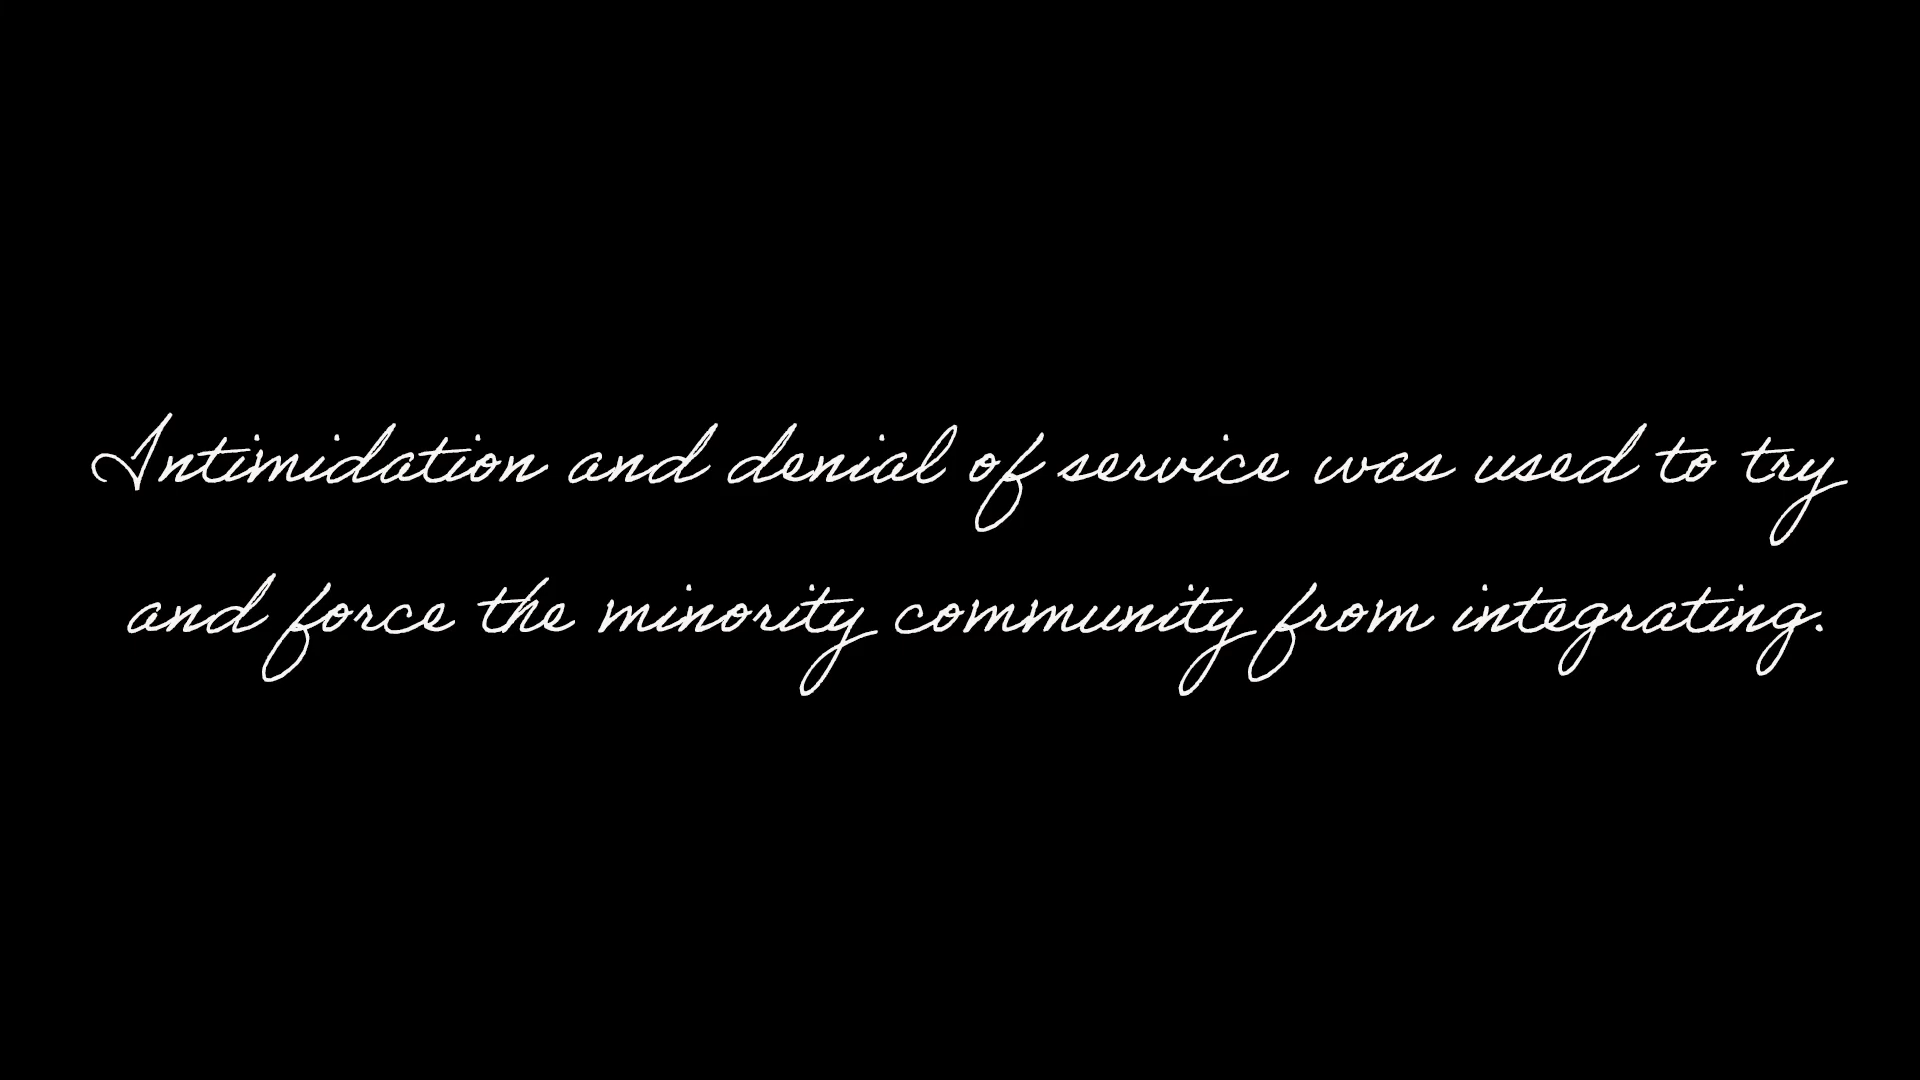 Intimidation and denial of service was used to try
and force the minority community from integrating.